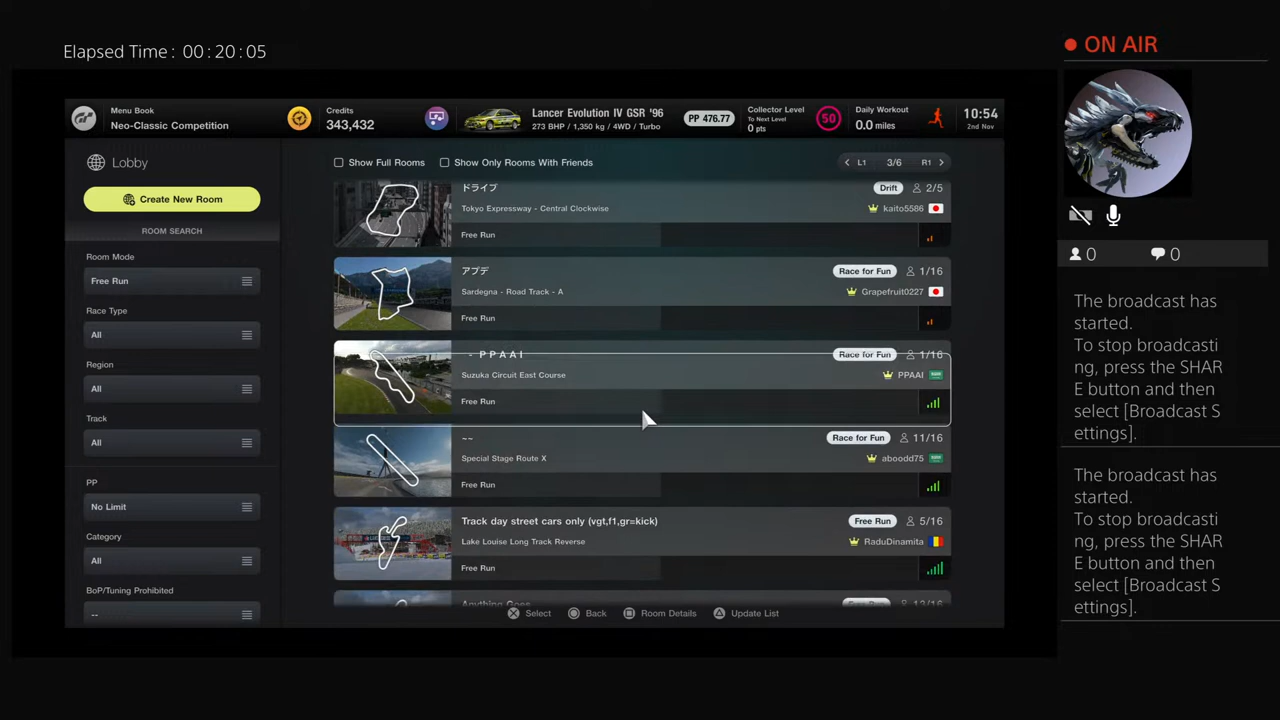 Elapsed Time: 00:20:05
ON AIR
Menu Book
Neo-Classic Competition
Credits
343,432
Lancer Evolution IV GSR '96
273 BHP / 1,350 kg / 4WD / Turbo
PP 476.77
Collector Level
To Next Level
0 pts
50
Daily Workout
0.0 miles
10:54
2nd Nov
Lobby
Create New Room
ROOM SEARCH
Room Mode
Free Run
Race Type
All
Region
All
Track
All
PP
No Limit
Category
All
BoP/Tuning Prohibited
--
Show Full Rooms
Show Only Rooms With Friends
L1 3/6 R1
ドライブ
Drift 2/5
Tokyo Expressway - Central Clockwise
kaito5586
Free Run
アプデ
Race for Fun 1/16
Sardegna - Road Track - A
Grapefruit0227
Free Run
- P P A A I
Race for Fun 1/16
Suzuka Circuit East Course
PPAAI
Free Run
~~
Race for Fun 11/16
Special Stage Route X
aboodd75
Free Run
Track day street cars only (vgt,f1,gr=kick)
Free Run 5/16
Lake Louise Long Track Reverse
RaduDinamita
Free Run
Anything Goes
Free Run 12/16
Select
Back
Room Details
Update List
0
0
The broadcast has
started.
To stop broadcasti
ng, press the SHAR
E button and then
select [Broadcast S
ettings].
The broadcast has
started.
To stop broadcasti
ng, press the SHAR
E button and then
select [Broadcast S
ettings].